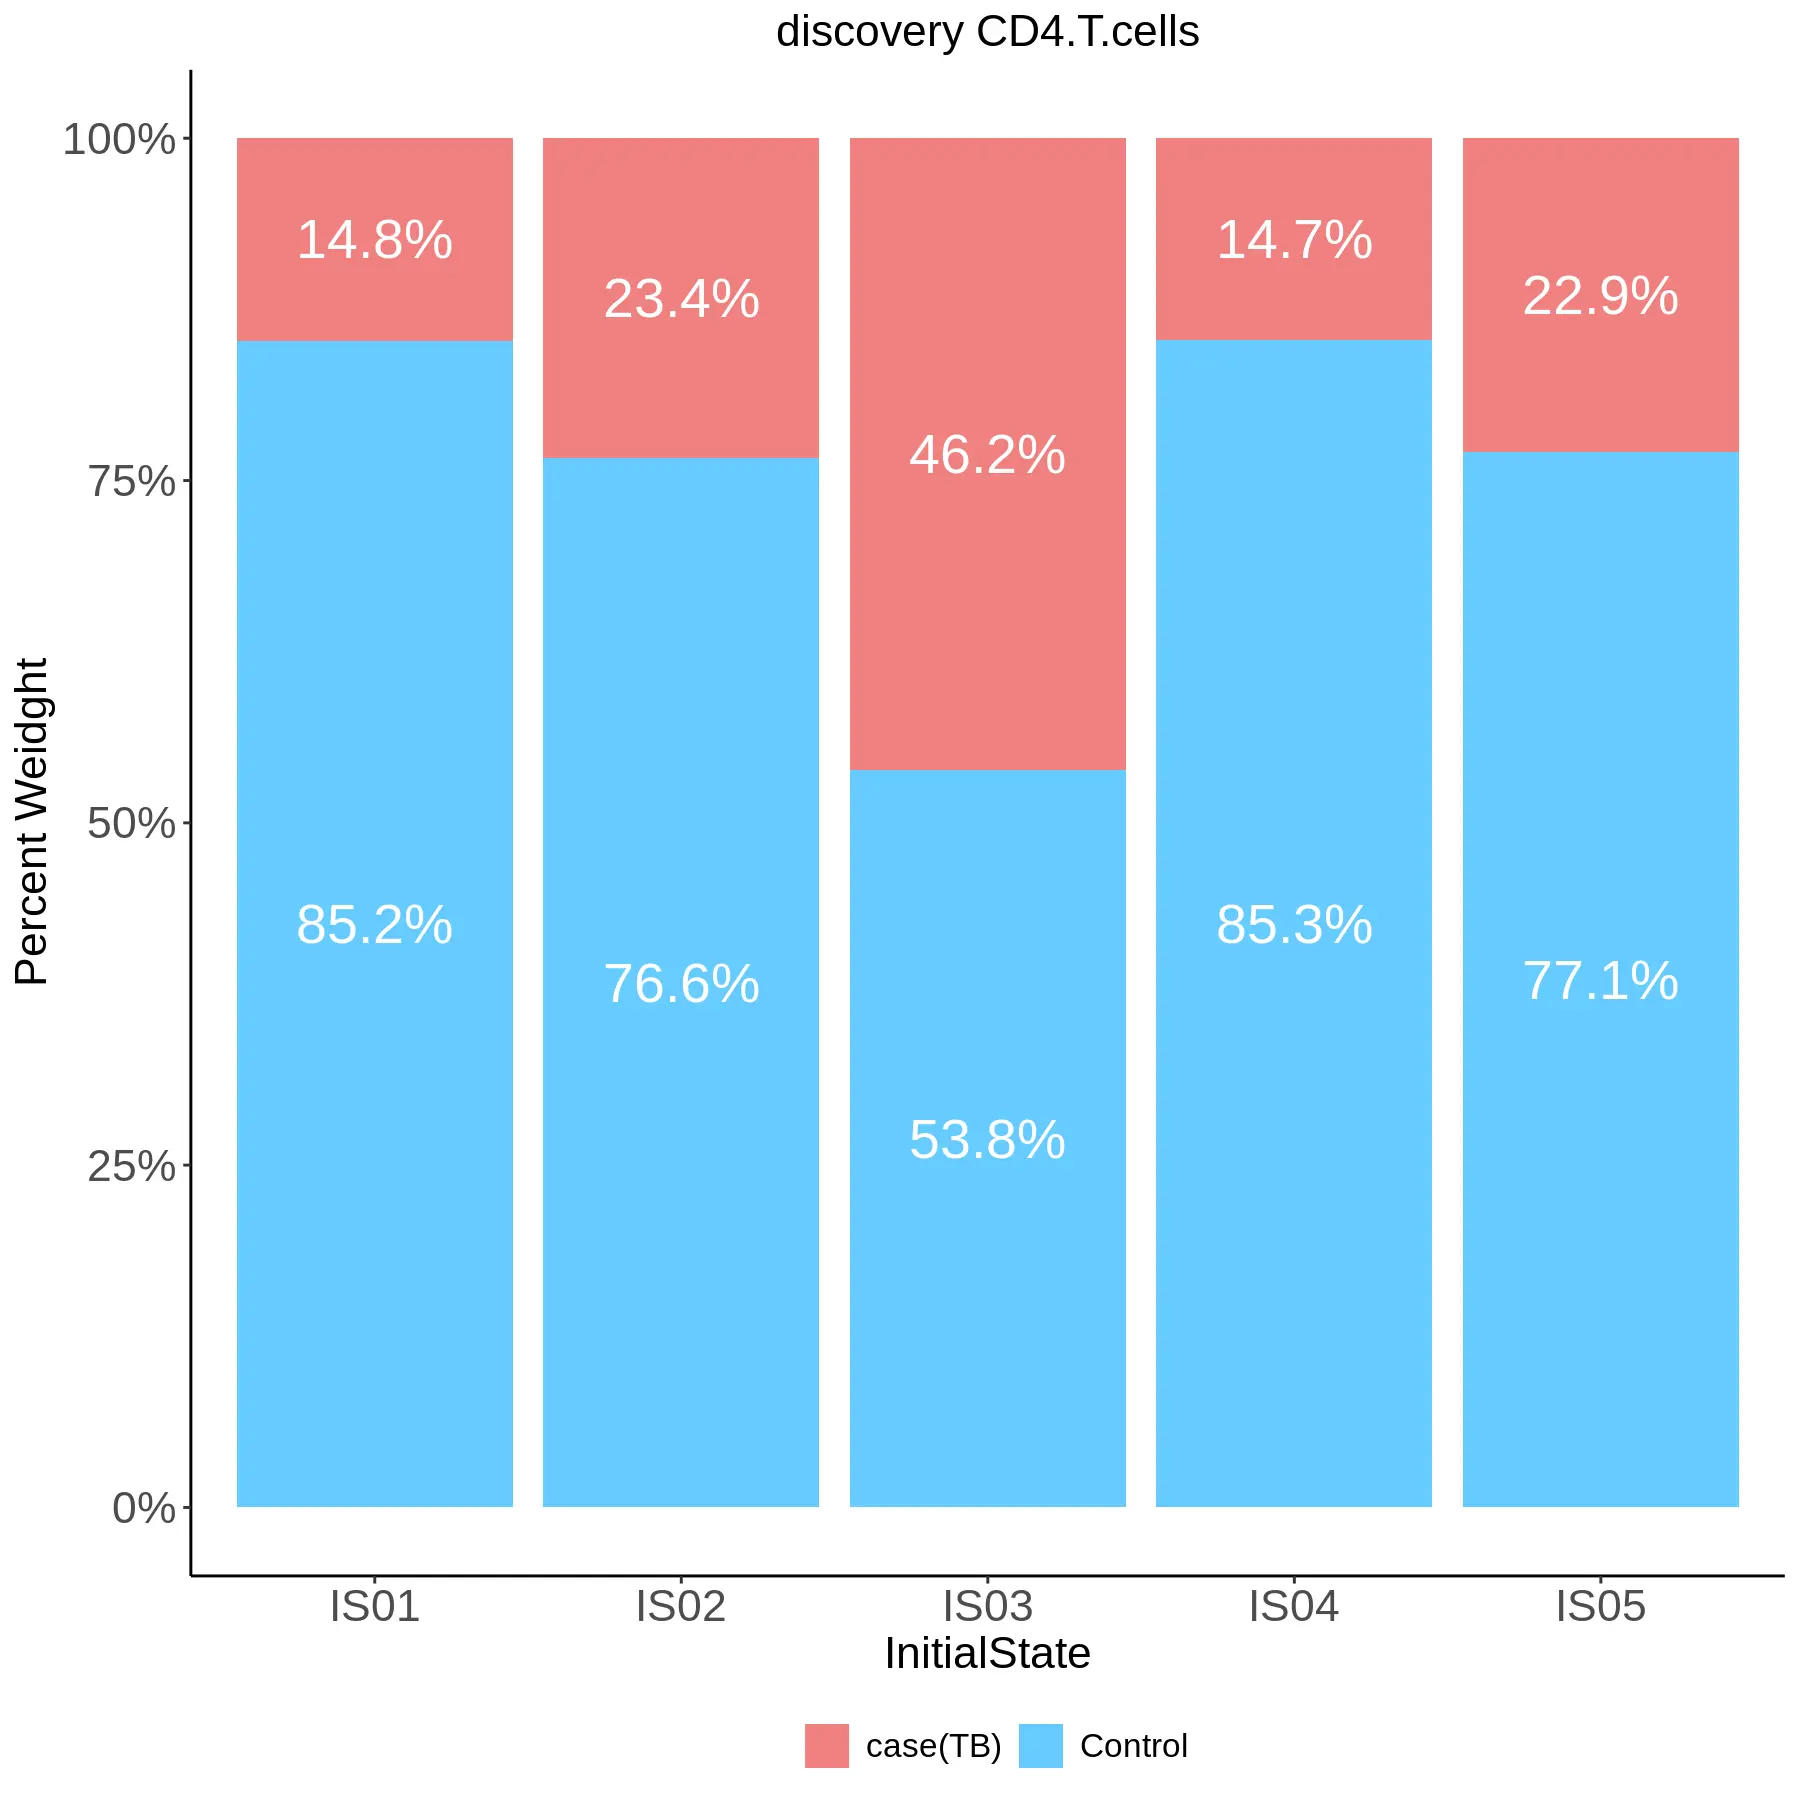 discovery CD4.T.cells
100%
75%
50%
25%
0%
Percent Weidght
14.8%
23.4%
46.2%
14.7%
22.9%
85.2%
76.6%
53.8%
85.3%
77.1%
IS01
IS02
IS03
IS04
IS05
InitialState
case(TB)
Control